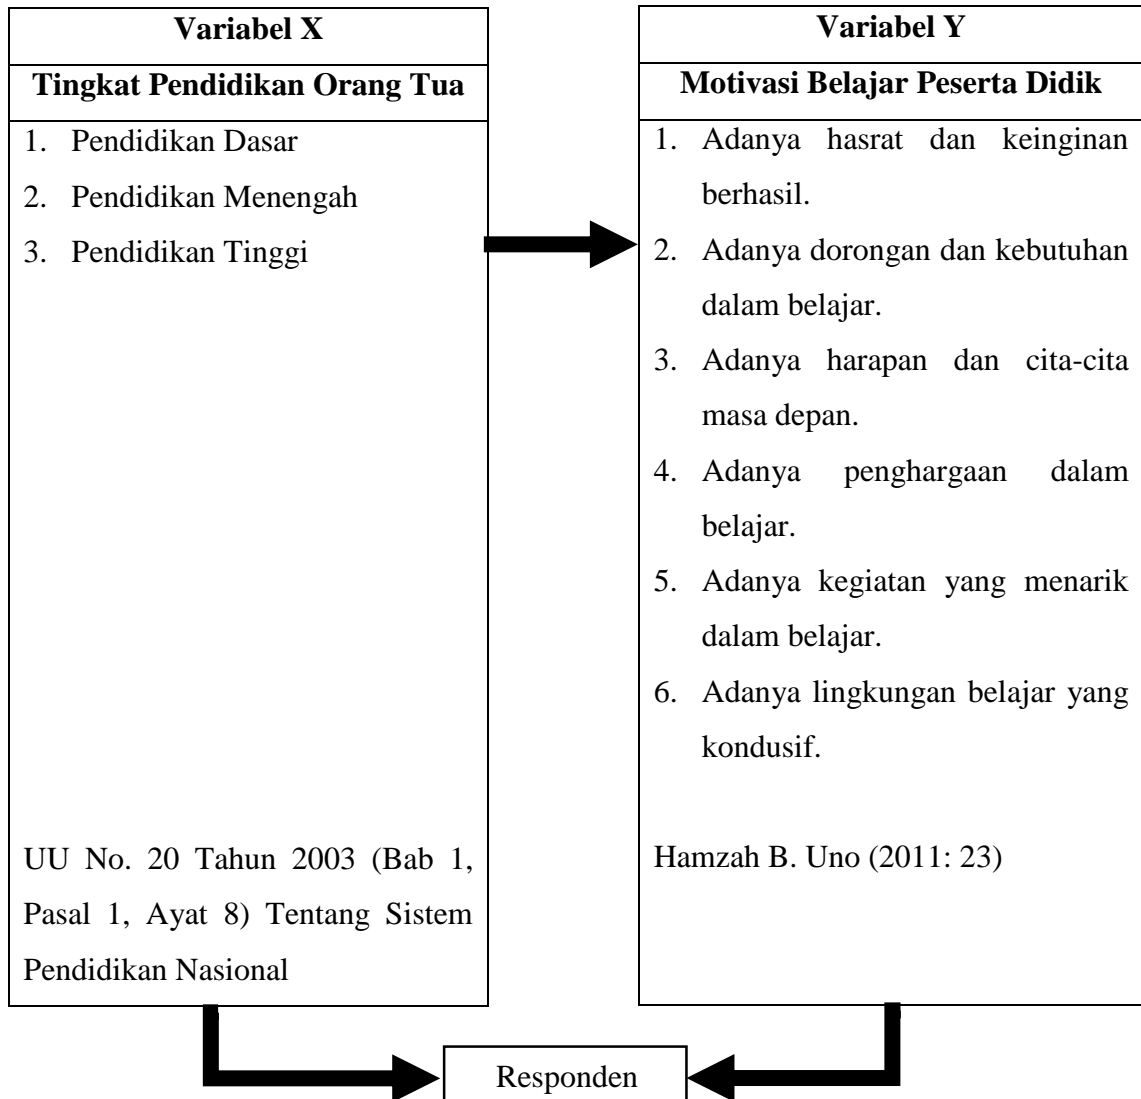 Variabel X
Tingkat Pendidikan Orang Tua
1. Pendidikan Dasar
2. Pendidikan Menengah
3. Pendidikan Tinggi
UU No. 20 Tahun 2003 (Bab 1,
Pasal 1, Ayat 8) Tentang Sistem
Pendidikan Nasional
Variabel Y
Motivasi Belajar Peserta Didik
1. Adanya hasrat dan keinginan
berhasil.
2. Adanya dorongan dan kebutuhan
dalam belajar.
3. Adanya harapan dan cita-cita
masa depan.
4. Adanya penghargaan dalam
belajar.
5. Adanya kegiatan yang menarik
dalam belajar.
6. Adanya lingkungan belajar yang
kondusif.
Hamzah B. Uno (2011: 23)
Responden